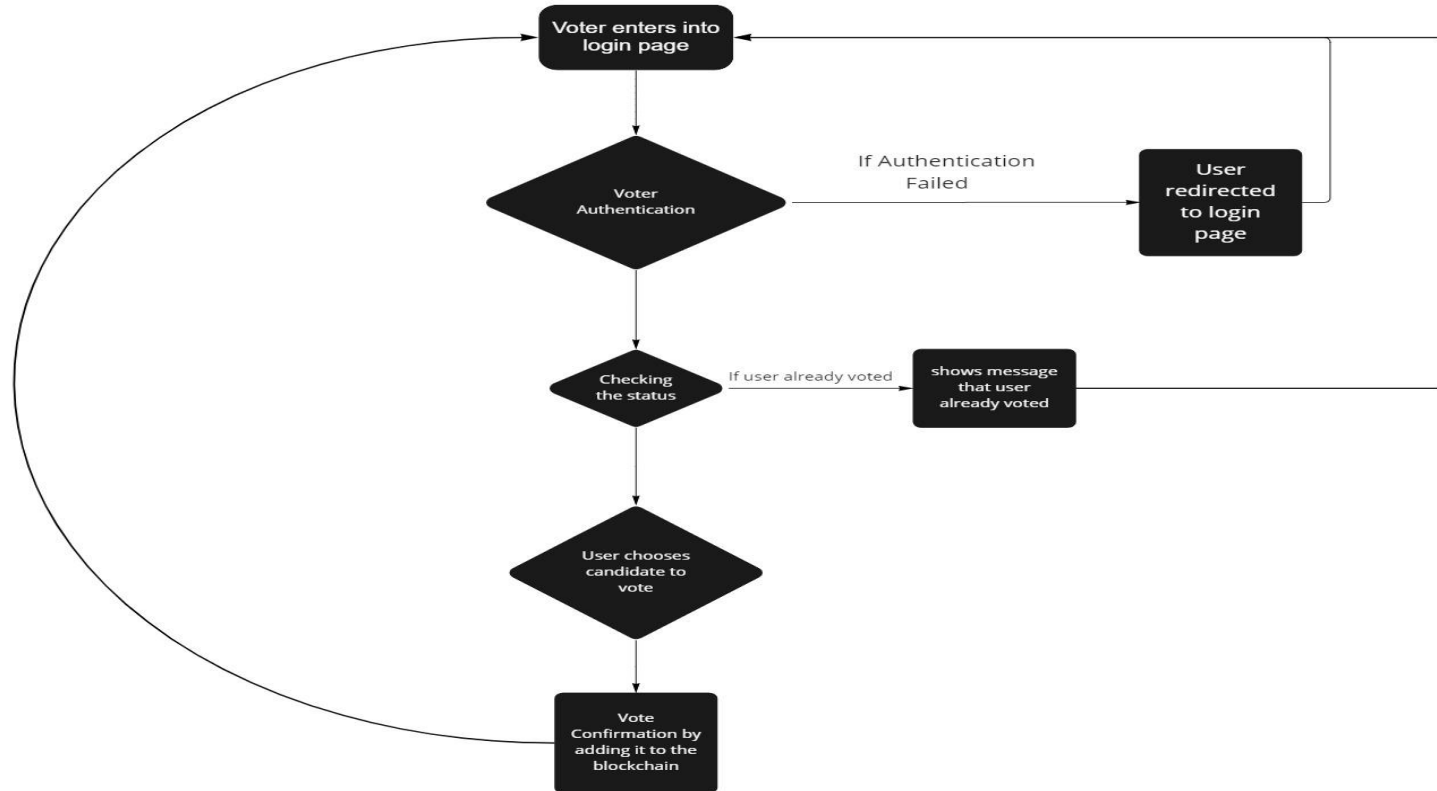 Voter enters into
login page
Voter
Authentication
If Authentication
Failed
User
redirected
to login
page
Checking
the status
If user already voted
shows message
that user
already voted
User chooses
candidate to
vote
Vote
Confirmation by
adding it to the
blockchain